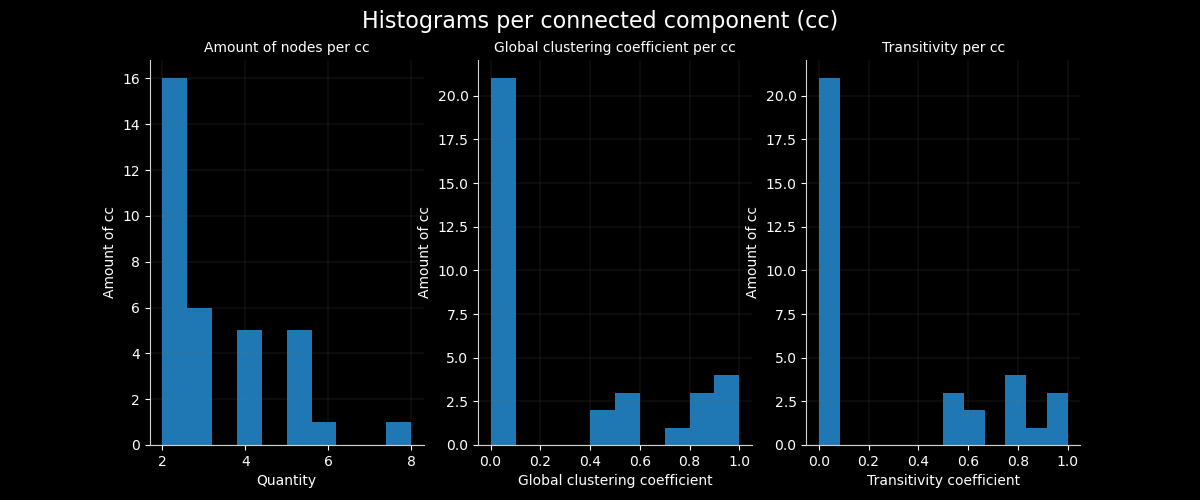 Histograms per connected component (cc)
Amount of nodes per cc
16
14
12
10
8
6
4
2
0
Amount of cc
2 4 6 8
Quantity
Global clustering coefficient per cc
20.0
17.5
15.0
12.5
10.0
7.5
5.0
2.5
0.0
Amount of cc
0.0 0.2 0.4 0.6 0.8 1.0
Global clustering coefficient
Transitivity per cc
20.0
17.5
15.0
12.5
10.0
7.5
5.0
2.5
0.0
Amount of cc
0.0 0.2 0.4 0.6 0.8 1.0
Transitivity coefficient